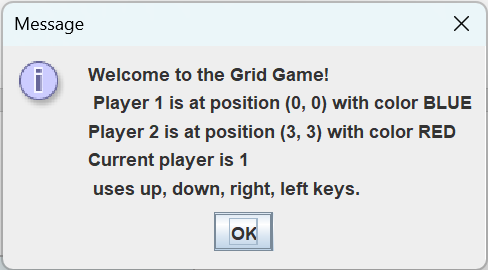 Message
Welcome to the Grid Game!
Player 1 is at position (0, 0) with color BLUE
Player 2 is at position (3, 3) with color RED
Current player is 1
uses up, down, right, left keys.
OK